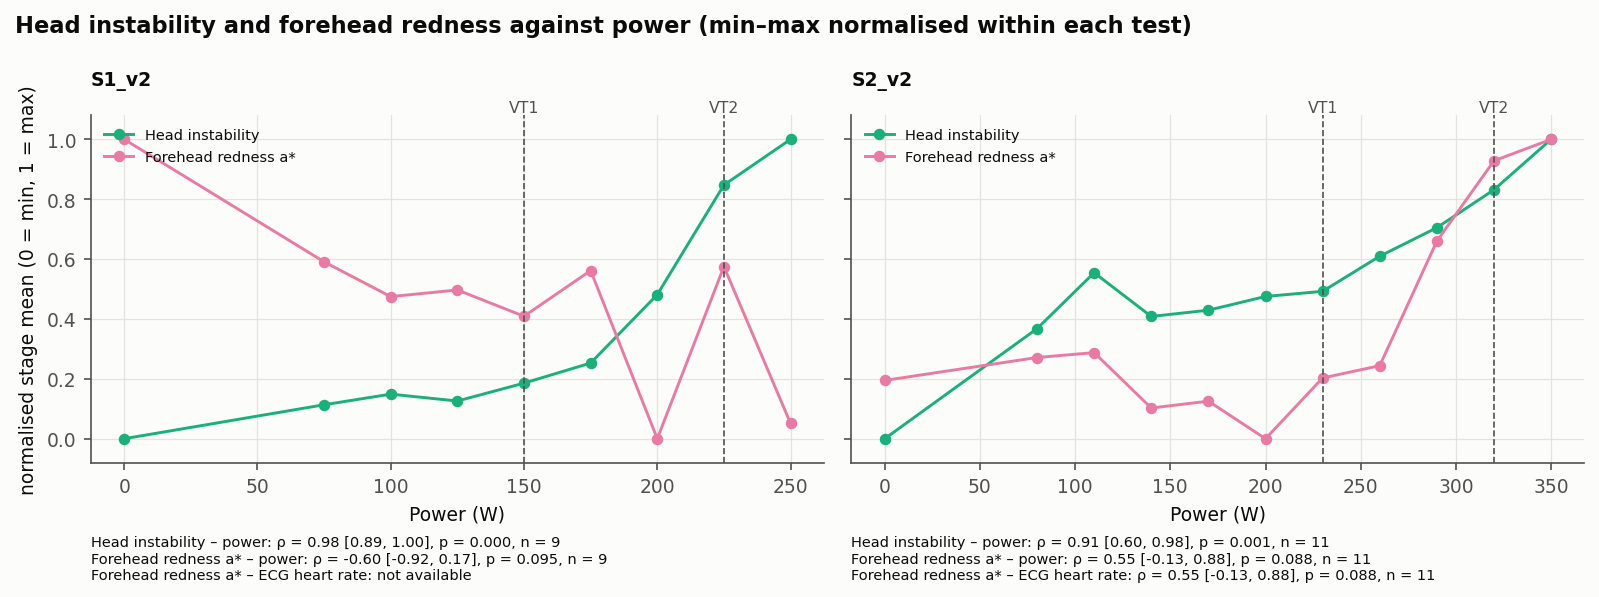 Head instability and forehead redness against power (min–max normalised within each test)
S1_v2
VT1
VT2
Head instability
Forehead redness a*
normalised stage mean (0 = min, 1 = max)
1.0
0.8
0.6
0.4
0.2
0.0
0
50
100
150
200
250
Power (W)
Head instability – power: ρ = 0.98 [0.89, 1.00], p = 0.000, n = 9
Forehead redness a* – power: ρ = -0.60 [-0.92, 0.17], p = 0.095, n = 9
Forehead redness a* – ECG heart rate: not available
S2_v2
VT1
VT2
Head instability
Forehead redness a*
0
50
100
150
200
250
300
350
Power (W)
Head instability – power: ρ = 0.91 [0.60, 0.98], p = 0.001, n = 11
Forehead redness a* – power: ρ = 0.55 [-0.13, 0.88], p = 0.088, n = 11
Forehead redness a* – ECG heart rate: ρ = 0.55 [-0.13, 0.88], p = 0.088, n = 11